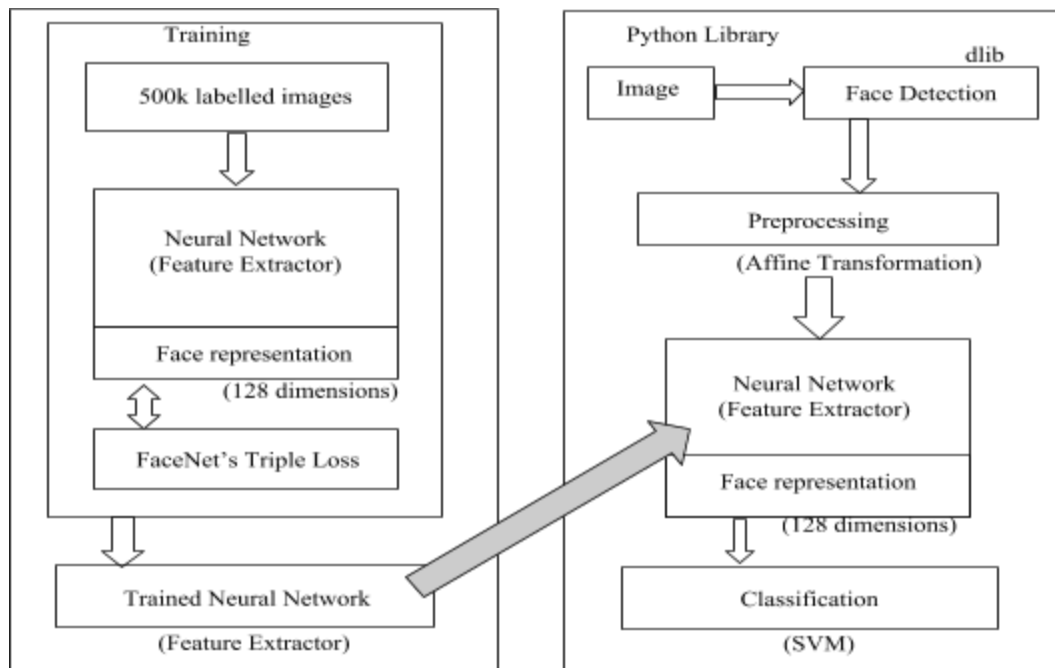 Training
500k labelled images
Neural Network
(Feature Extractor)
Face representation
(128 dimensions)
FaceNet's Triple Loss
Trained Neural Network
(Feature Extractor)
Python Library
dlib
Image
Face Detection
Preprocessing
(Affine Transformation)
Neural Network
(Feature Extractor)
Face representation
(128 dimensions)
Classification
(SVM)